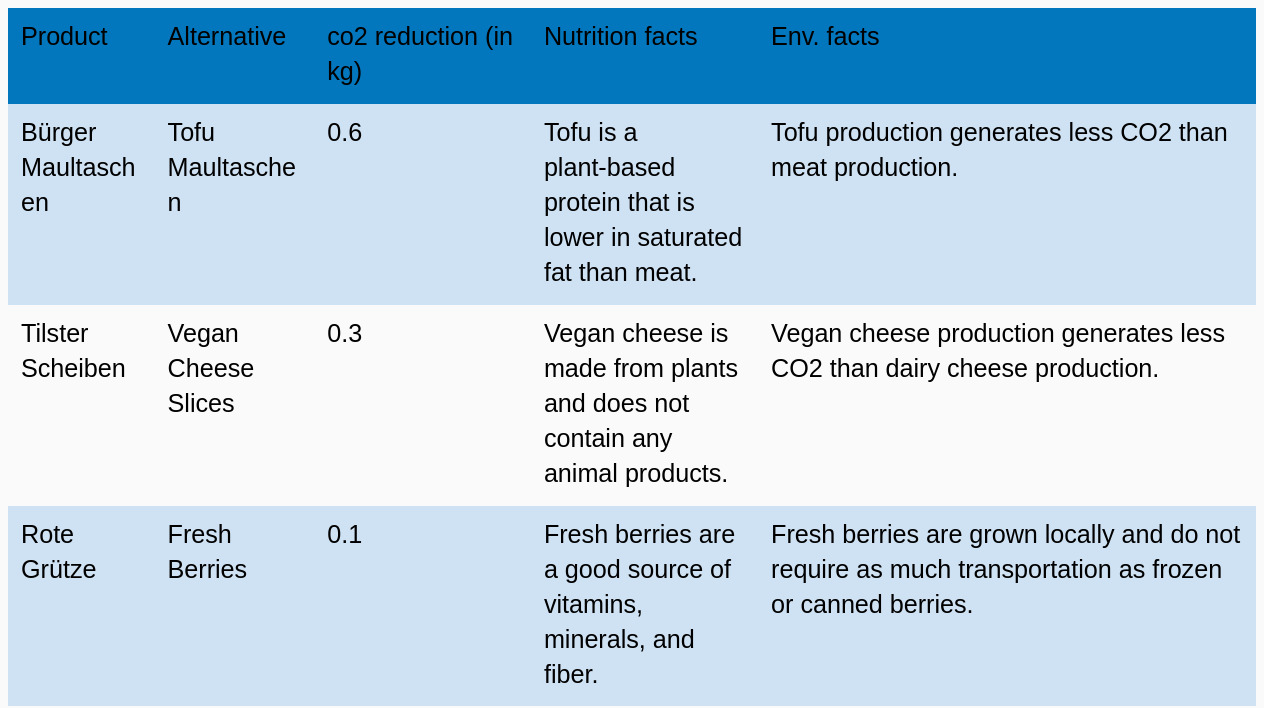 Product
Alternative
co2 reduction (in
kg)
Nutrition facts
Env. facts
Bürger
Maultasch
en
Tofu
Maultasche
n
0.6
Tofu is a
plant-based
protein that is
lower in saturated
fat than meat.
Tofu production generates less CO2 than
meat production.
Tilster
Scheiben
Vegan
Cheese
Slices
0.3
Vegan cheese is
made from plants
and does not
contain any
animal products.
Vegan cheese production generates less
CO2 than dairy cheese production.
Rote
Grütze
Fresh
Berries
0.1
Fresh berries are
a good source of
vitamins,
minerals, and
fiber.
Fresh berries are grown locally and do not
require as much transportation as frozen
or canned berries.